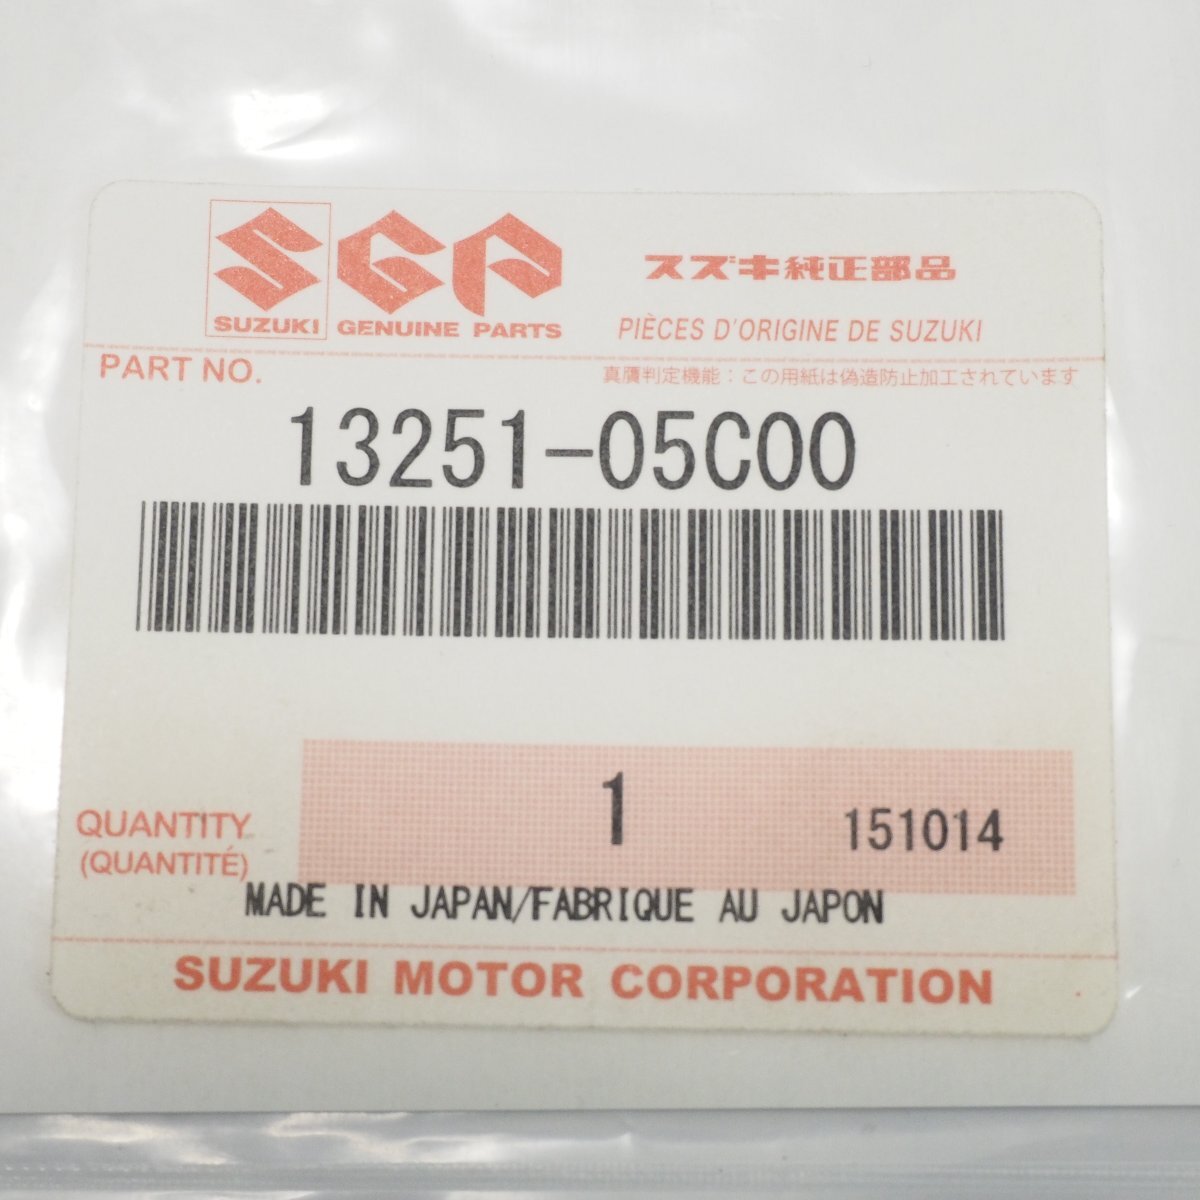 SGP
スズキ純正部品
SUZUKI GENUINE PARTS
PIÈCES D'ORIGINE DE SUZUKI
PART NO.
真贋判定機能：この用紙は偽造防止加工されています
13251-05C00
QUANTITY
(QUANTITÉ)
1
151014
MADE IN JAPAN/FABRIQUE AU JAPON
SUZUKI MOTOR CORPORATION